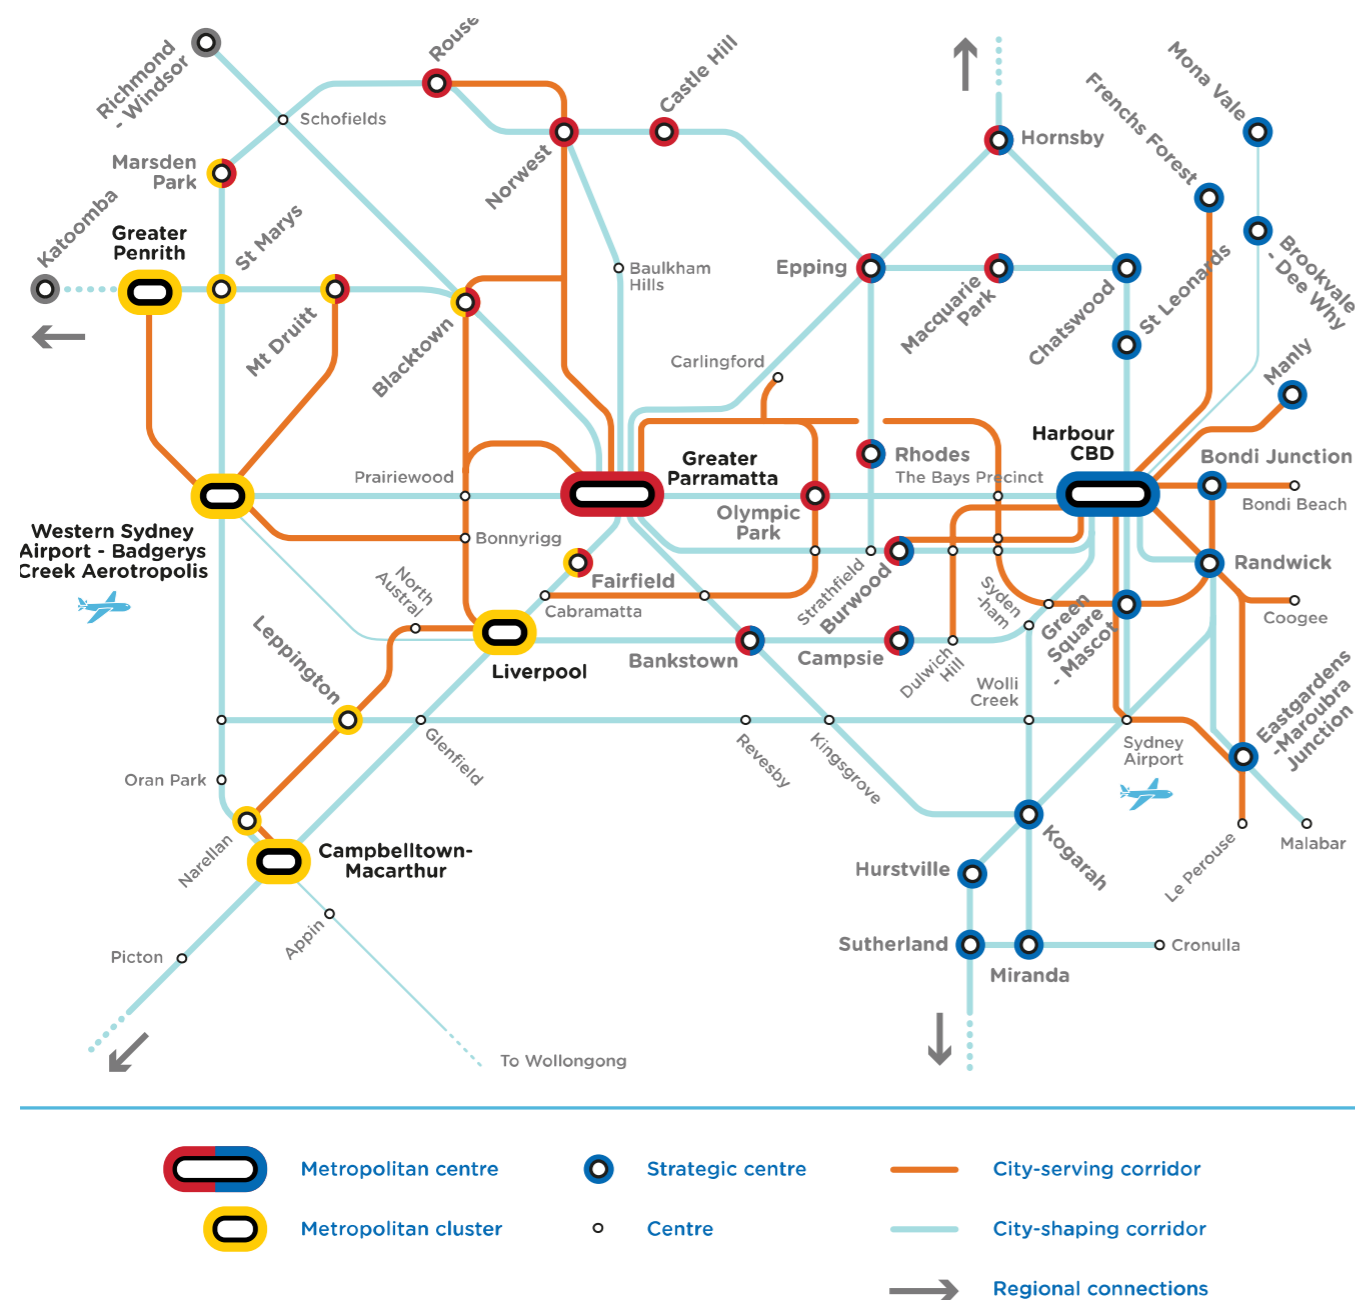 Richmond
- Windsor
Rouse
Castle Hill
Schofields
Marsden
Park
Norwest
Hornsby
Frenchs Forest
Mona Vale
Katoomba
Greater
Penrith
St Marys
Mt Druitt
Blacktown
Baulkham
Hills
Epping
Macquarie
Park
Chatswood
St Leonards
Brookvale
- Dee Why
Carlingford
Manly
Harbour
CBD
Greater
Parramatta
Rhodes
The Bays Precinct
Bondi Junction
Bondi Beach
Prairiewood
Olympic
Park
Western Sydney
Airport - Badgerys
Creek Aerotropolis
Bonnyrigg
North
Austral
Fairfield
Cabramatta
Strathfield
Burwood
Syden
-ham
Green
Square
- Mascot
Randwick
Coogee
Leppington
Liverpool
Bankstown
Campsie
Dulwich
Hill
Wolli
Creek
Eastgardens
-Maroubra
Junction
Glenfield
Revesby
Kingsgrove
Sydney
Airport
Oran Park
Narellan
Campbelltown-
Macarthur
Kogarah
Le Perouse
Malabar
Hurstville
Appin
Picton
Sutherland
Miranda
Cronulla
To Wollongong
Metropolitan centre
Strategic centre
City-serving corridor
Metropolitan cluster
Centre
City-shaping corridor
Regional connections